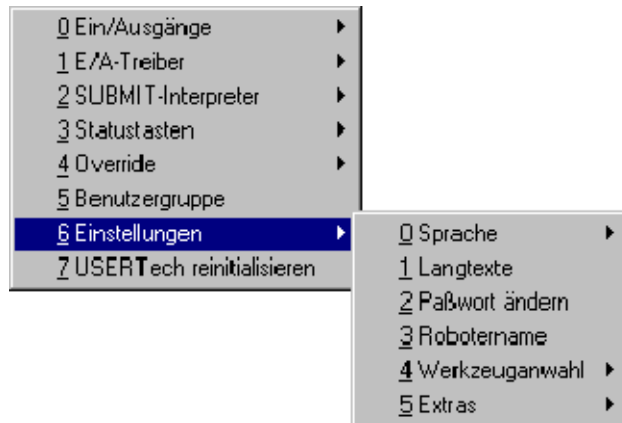 0 Ein/Ausgänge
1 E/A-Treiber
2 SUBMIT-Interpreter
3 Statustasten
4 Override
5 Benutzergruppe
6 Einstellungen
7 USERTech reinitialisieren
0 Sprache
1 Langtexte
2 Paßwort ändern
3 Robotername
4 Werkzeuganwahl
5 Extras